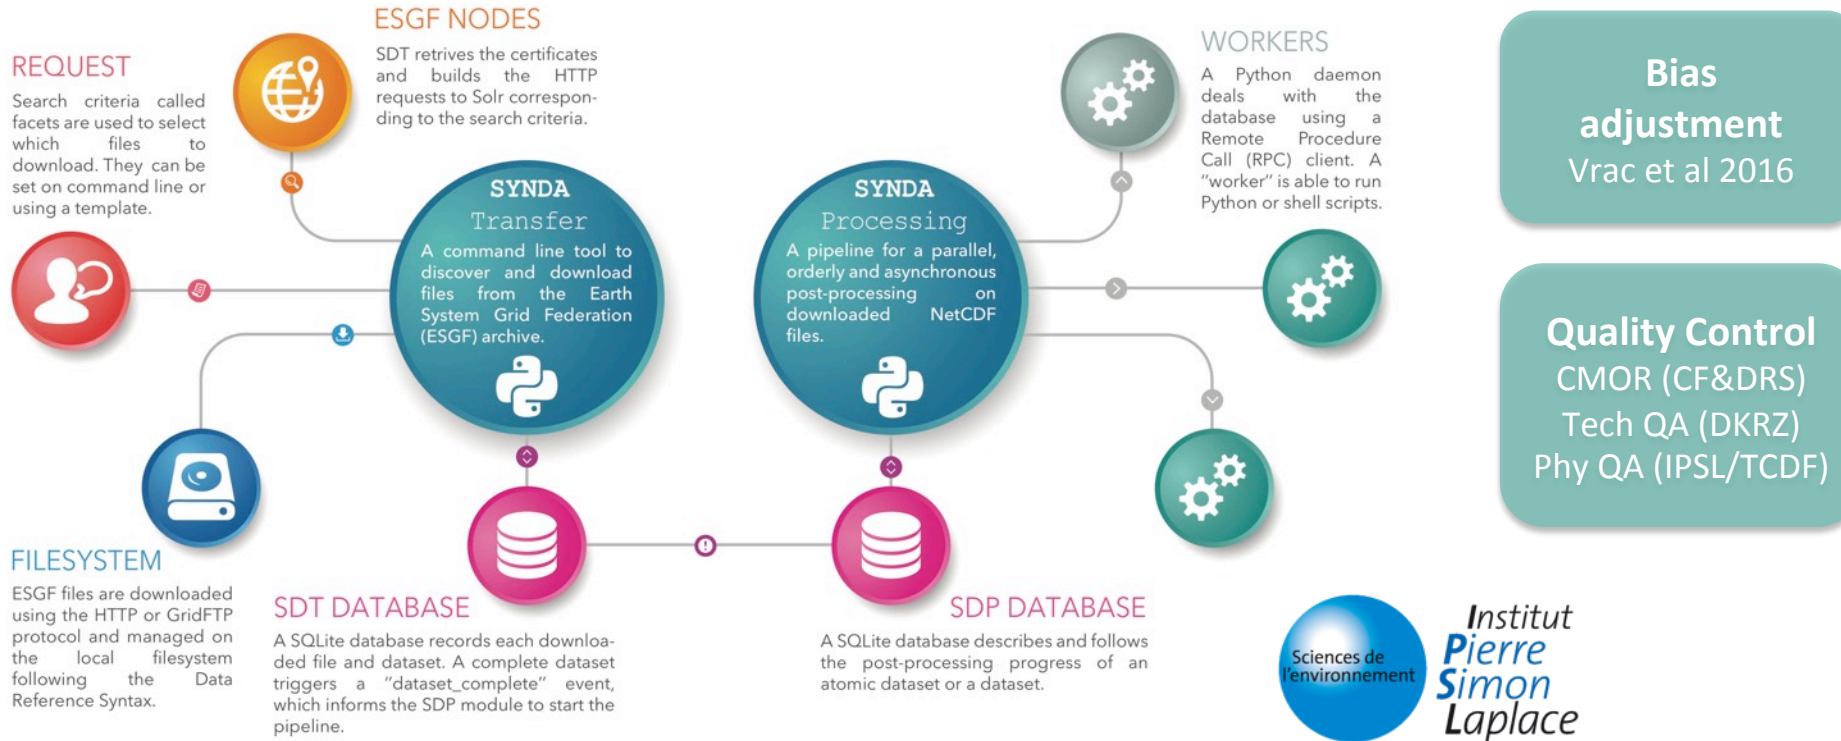 REQUEST
Search criteria called
facets are used to select
which files to
download. They can be
set on command line or
using a template.
ESGF NODES
SDT retrives the certificates
and builds the HTTP
requests to Solr correspon-
ding to the search criteria.
SYNDA
Transfer
A command line tool to
discover and download
files from the Earth
System Grid Federation
(ESGF) archive.
SYNDA
Processing
A pipeline for a parallel,
orderly and asynchronous
post-processing on
downloaded NetCDF
files.
WORKERS
A Python daemon
deals with the
database using a
Remote Procedure
Call (RPC) client. A
"worker" is able to run
Python or shell scripts.
Bias
adjustment
Vrac et al 2016
Quality Control
CMOR (CF&DRS)
Tech QA (DKRZ)
Phy QA (IPSL/TCDF)
FILESYSTEM
ESGF files are downloaded
using the HTTP or GridFTP
protocol and managed on
the local filesystem
following the Data
Reference Syntax.
SDT DATABASE
A SQLite database records each downloa-
ded file and dataset. A complete dataset
triggers a "dataset_complete" event,
which informs the SDP module to start the
pipeline.
SDP DATABASE
A SQLite database describes and follows
the post-processing progress of an
atomic dataset or a dataset.
Sciences de
l'environnement
Institut
Pierre
Simon
Laplace